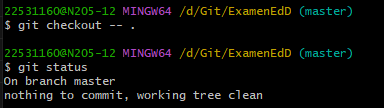 22531160@N205-12 MINGW64 /d/Git/ExamenEdD (master)
$ git checkout -- .
22531160@N205-12 MINGW64 /d/Git/ExamenEdD (master)
$ git status
On branch master
nothing to commit, working tree clean